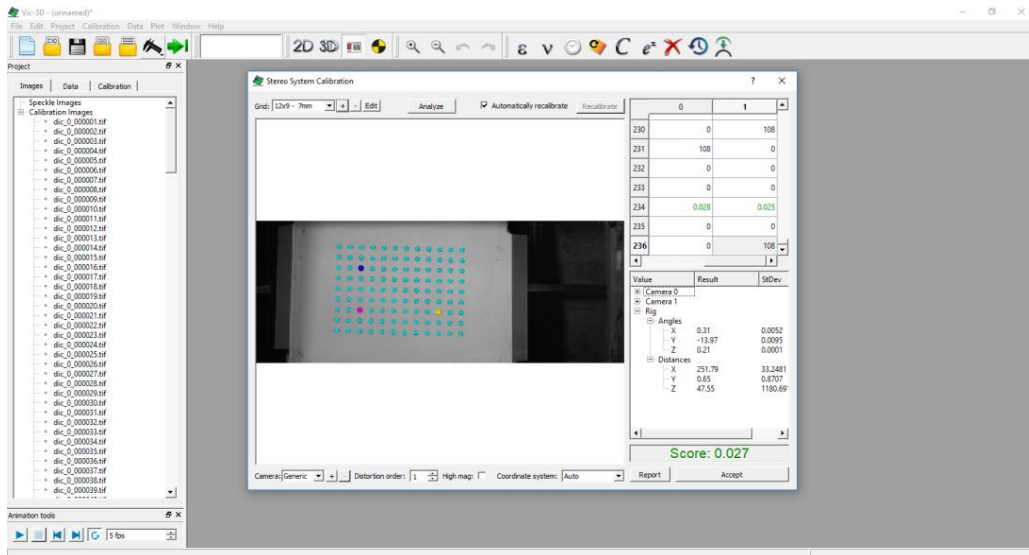 Vic-3D - (unnamed)*
File Edit Project Calibration Data Plot Window Help
2D 3D ε ν C eˣ
Project
Images Data Calibration
Speckle Images
Calibration Images
dic_0_000001.tif
dic_0_000002.tif
dic_0_000003.tif
dic_0_000004.tif
dic_0_000005.tif
dic_0_000006.tif
dic_0_000007.tif
dic_0_000008.tif
dic_0_000009.tif
dic_0_000010.tif
dic_0_000011.tif
dic_0_000012.tif
dic_0_000013.tif
dic_0_000014.tif
dic_0_000015.tif
dic_0_000016.tif
dic_0_000017.tif
dic_0_000018.tif
dic_0_000019.tif
dic_0_000020.tif
dic_0_000021.tif
dic_0_000022.tif
dic_0_000023.tif
dic_0_000024.tif
dic_0_000025.tif
dic_0_000026.tif
dic_0_000027.tif
dic_0_000028.tif
dic_0_000029.tif
dic_0_000030.tif
dic_0_000031.tif
dic_0_000032.tif
dic_0_000033.tif
dic_0_000034.tif
dic_0_000035.tif
dic_0_000036.tif
dic_0_000037.tif
dic_0_000038.tif
dic_0_000039.tif
Animation tools
5 fps
Stereo System Calibration ?
Grid: 12x9 - 7mm + - Edit Analyze Automatically recalibrate Recalibrate
0 1
230 0 108
231 108 0
232 0 0
233 0 0
234 0.028 0.025
235 0 0
236 0 108
Value Result StDev
Camera 0
Camera 1
Rig
Angles
X 0.31 0.0052
Y -13.97 0.0095
Z 0.21 0.0001
Distances
X 251.79 33.2481
Y 0.65 0.8707
Z 47.55 1180.69
Score: 0.027
Camera: Generic + - Distortion order: 1 High mag: Coordinate system: Auto Report Accept